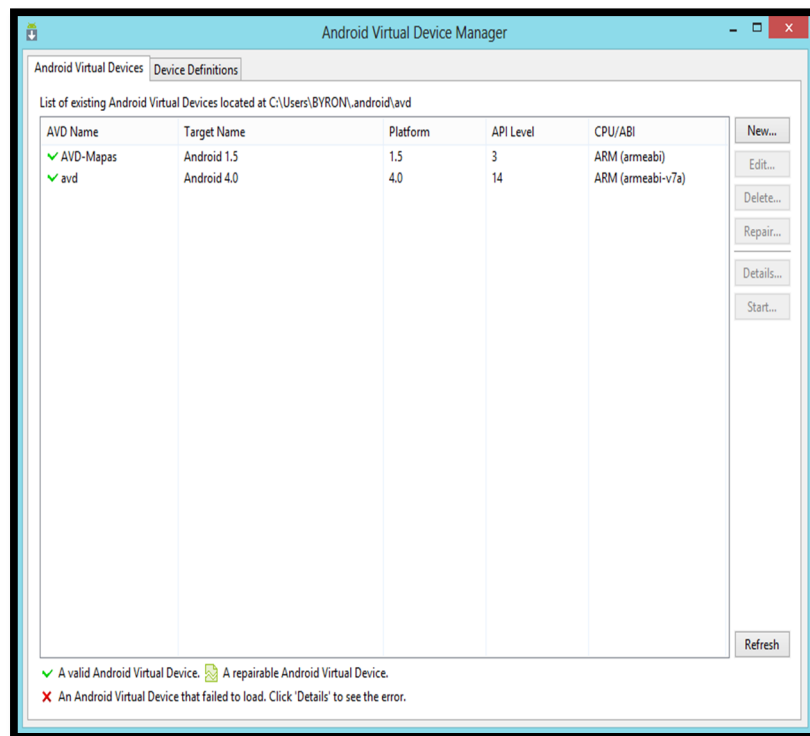 Android Virtual Device Manager
Android Virtual Devices Device Definitions
List of existing Android Virtual Devices located at C:\Users\BYRON\.android\avd
AVD Name Target Name Platform API Level CPU/ABI
AVD-Mapas Android 1.5 1.5 3 ARM (armeabi)
avd Android 4.0 4.0 14 ARM (armeabi-v7a)
New...
Edit...
Delete...
Repair...
Details...
Start...
Refresh
A valid Android Virtual Device. A repairable Android Virtual Device.
An Android Virtual Device that failed to load. Click 'Details' to see the error.